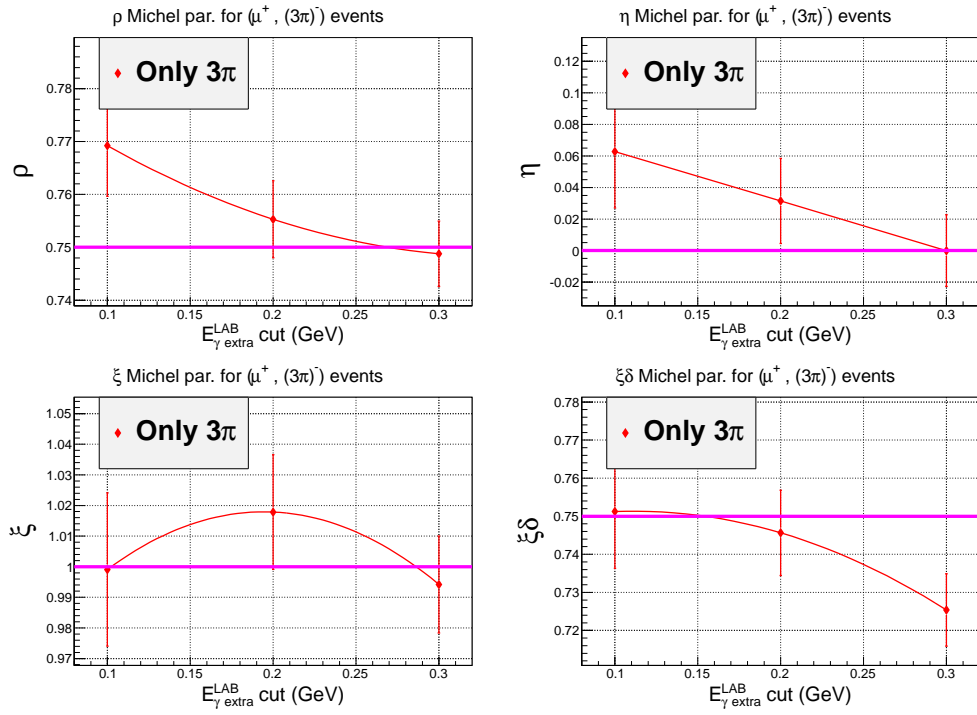 ρ Michel par. for (μ⁺ , (3π)⁻) events
Only 3π
0.78
0.77
0.76
0.75
0.74
ρ
0.1 0.15 0.2 0.25 0.3
E^LAB_γ extra cut (GeV)
η Michel par. for (μ⁺ , (3π)⁻) events
Only 3π
0.12
0.1
0.08
0.06
0.04
0.02
0
-0.02
η
0.1 0.15 0.2 0.25 0.3
E^LAB_γ extra cut (GeV)
ξ Michel par. for (μ⁺ , (3π)⁻) events
Only 3π
1.05
1.04
1.03
1.02
1.01
1
0.99
0.98
0.97
ξ
0.1 0.15 0.2 0.25 0.3
E^LAB_γ extra cut (GeV)
ξδ Michel par. for (μ⁺ , (3π)⁻) events
Only 3π
0.78
0.77
0.76
0.75
0.74
0.73
0.72
ξδ
0.1 0.15 0.2 0.25 0.3
E^LAB_γ extra cut (GeV)